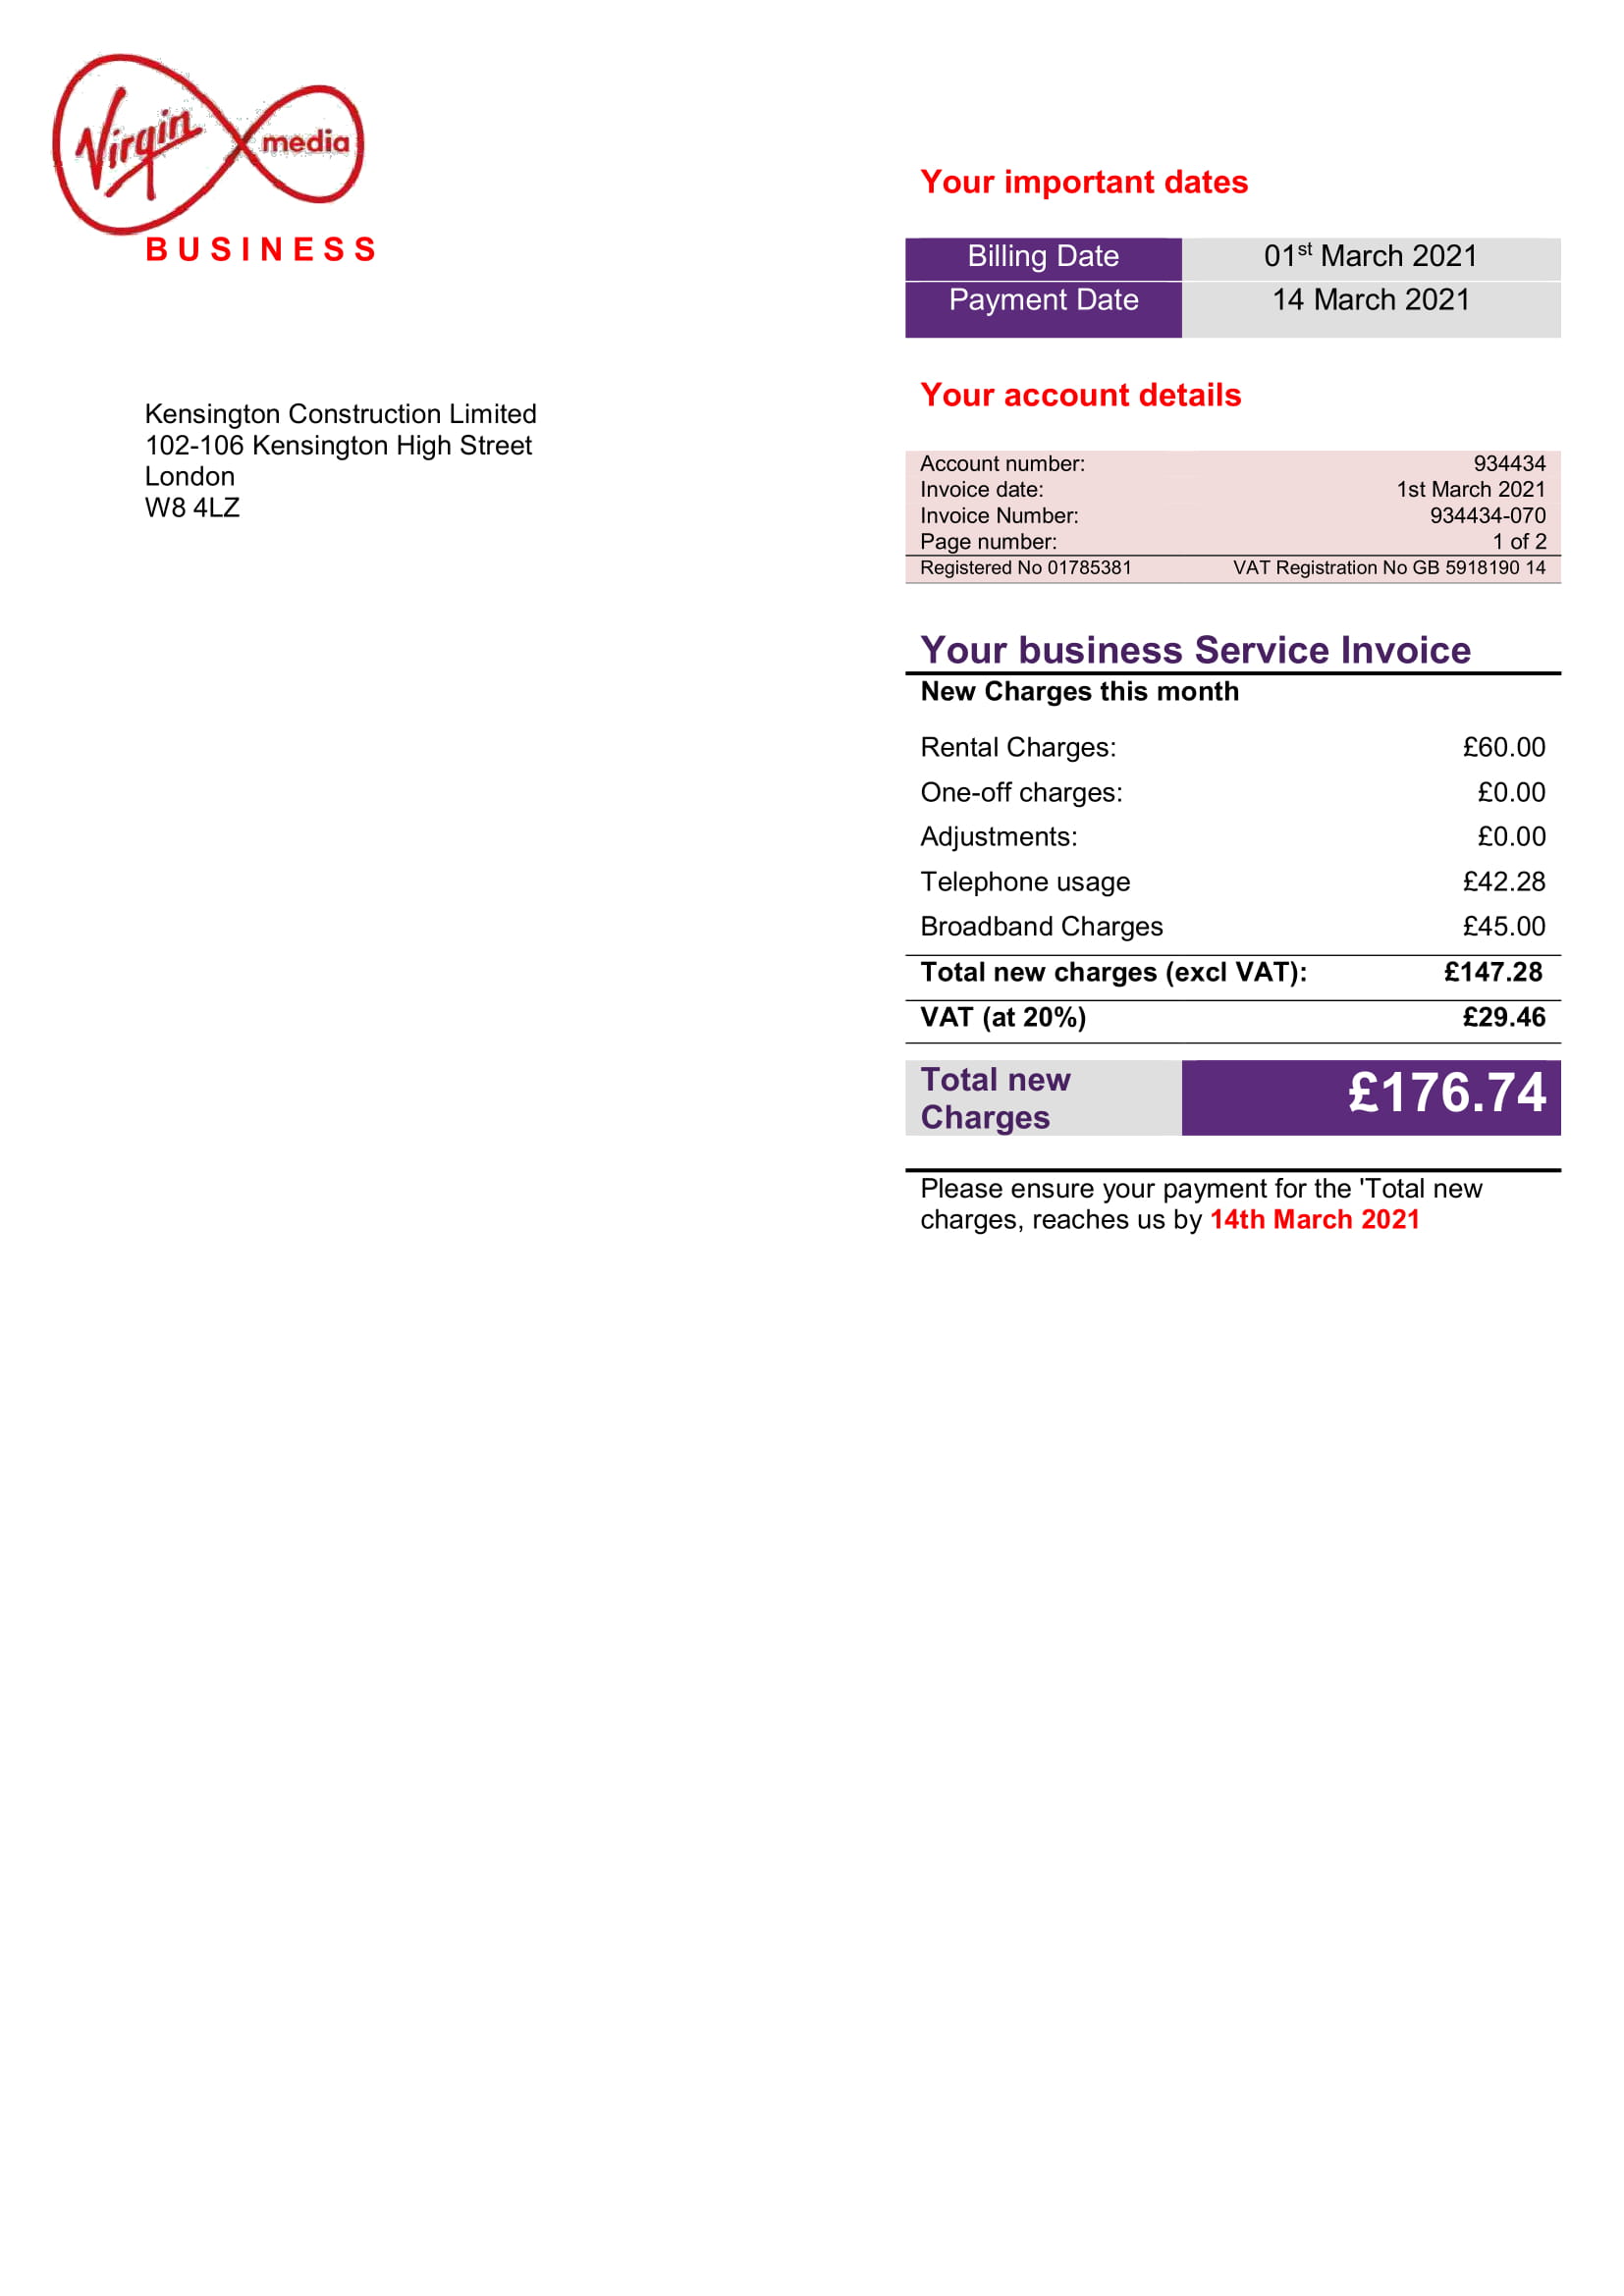 Virgin media
BUSINESS
Kensington Construction Limited
102-106 Kensington High Street
London
W8 4LZ
Your important dates
Billing Date 01st March 2021
Payment Date 14 March 2021
Your account details
Account number: 934434
Invoice date: 1st March 2021
Invoice Number: 934434-070
Page number: 1 of 2
Registered No 01785381 VAT Registration No GB 5918190 14
Your business Service Invoice
New Charges this month
Rental Charges: £60.00
One-off charges: £0.00
Adjustments: £0.00
Telephone usage £42.28
Broadband Charges £45.00
Total new charges (excl VAT): £147.28
VAT (at 20%) £29.46
Total new
Charges £176.74
Please ensure your payment for the 'Total new
charges, reaches us by 14th March 2021